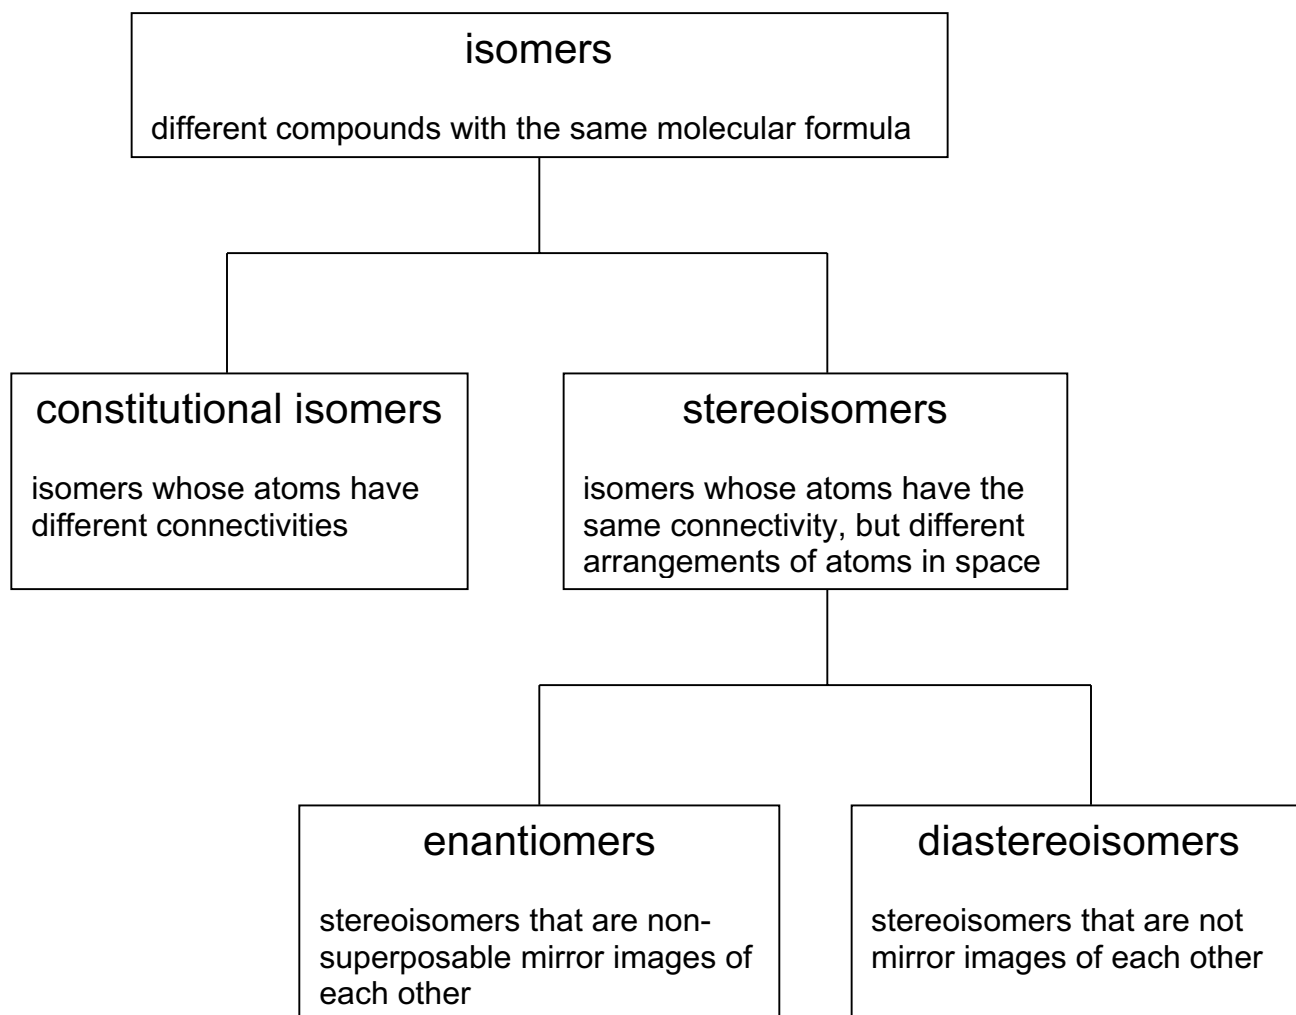 isomers
different compounds with the same molecular formula
constitutional isomers
isomers whose atoms have
different connectivities
stereoisomers
isomers whose atoms have the
same connectivity, but different
arrangements of atoms in space
enantiomers
stereoisomers that are non-
superposable mirror images of
each other
diastereoisomers
stereoisomers that are not
mirror images of each other